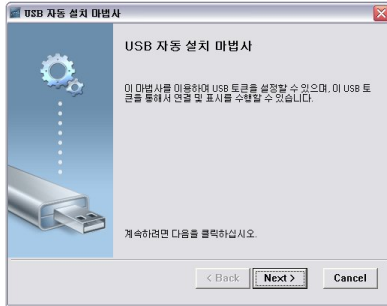 USB 자동 설치 마법사
USB 자동 설치 마법사
이 마법사를 이용하여 USB 토큰을 설정할 수 있으며, 이 USB 토
큰을 통해서 연결 및 표시를 수행할 수 있습니다.
계속하려면 다음을 클릭하십시오.
< Back Next > Cancel